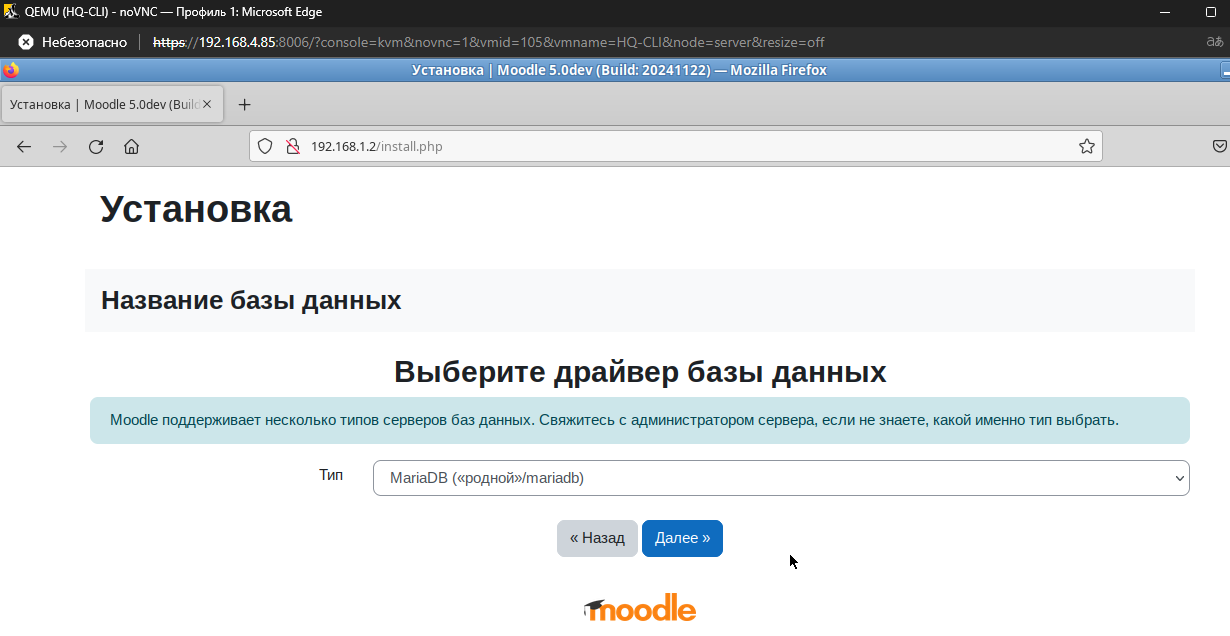 QEMU (HQ-CLI) - noVNC — Профиль 1: Microsoft Edge
Небезопасно https://192.168.4.85:8006/?console=kvm&novnc=1&vmid=105&vmname=HQ-CLI&node=server&resize=off aあ
Установка | Moodle 5.0dev (Build: 20241122) — Mozilla Firefox
Установка | Moodle 5.0dev (Build
192.168.1.2/install.php
Установка
Название базы данных
Выберите драйвер базы данных
Moodle поддерживает несколько типов серверов баз данных. Свяжитесь с администратором сервера, если не знаете, какой именно тип выбрать.
Тип MariaDB («родной»/mariadb)
« Назад Далее »
moodle